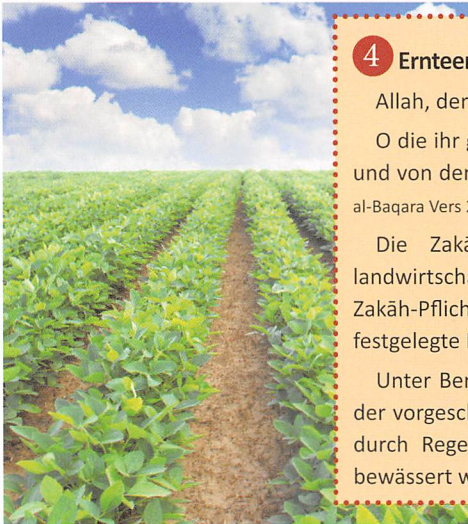 4 Ernteer
Allah, der
O die ihr g
und von der
al-Baqara Vers
Die Zakā
landwirtscha
Zakāh-Pflich
festgelegte
Unter Ber
der vorgesch
durch Rege
bewässert w